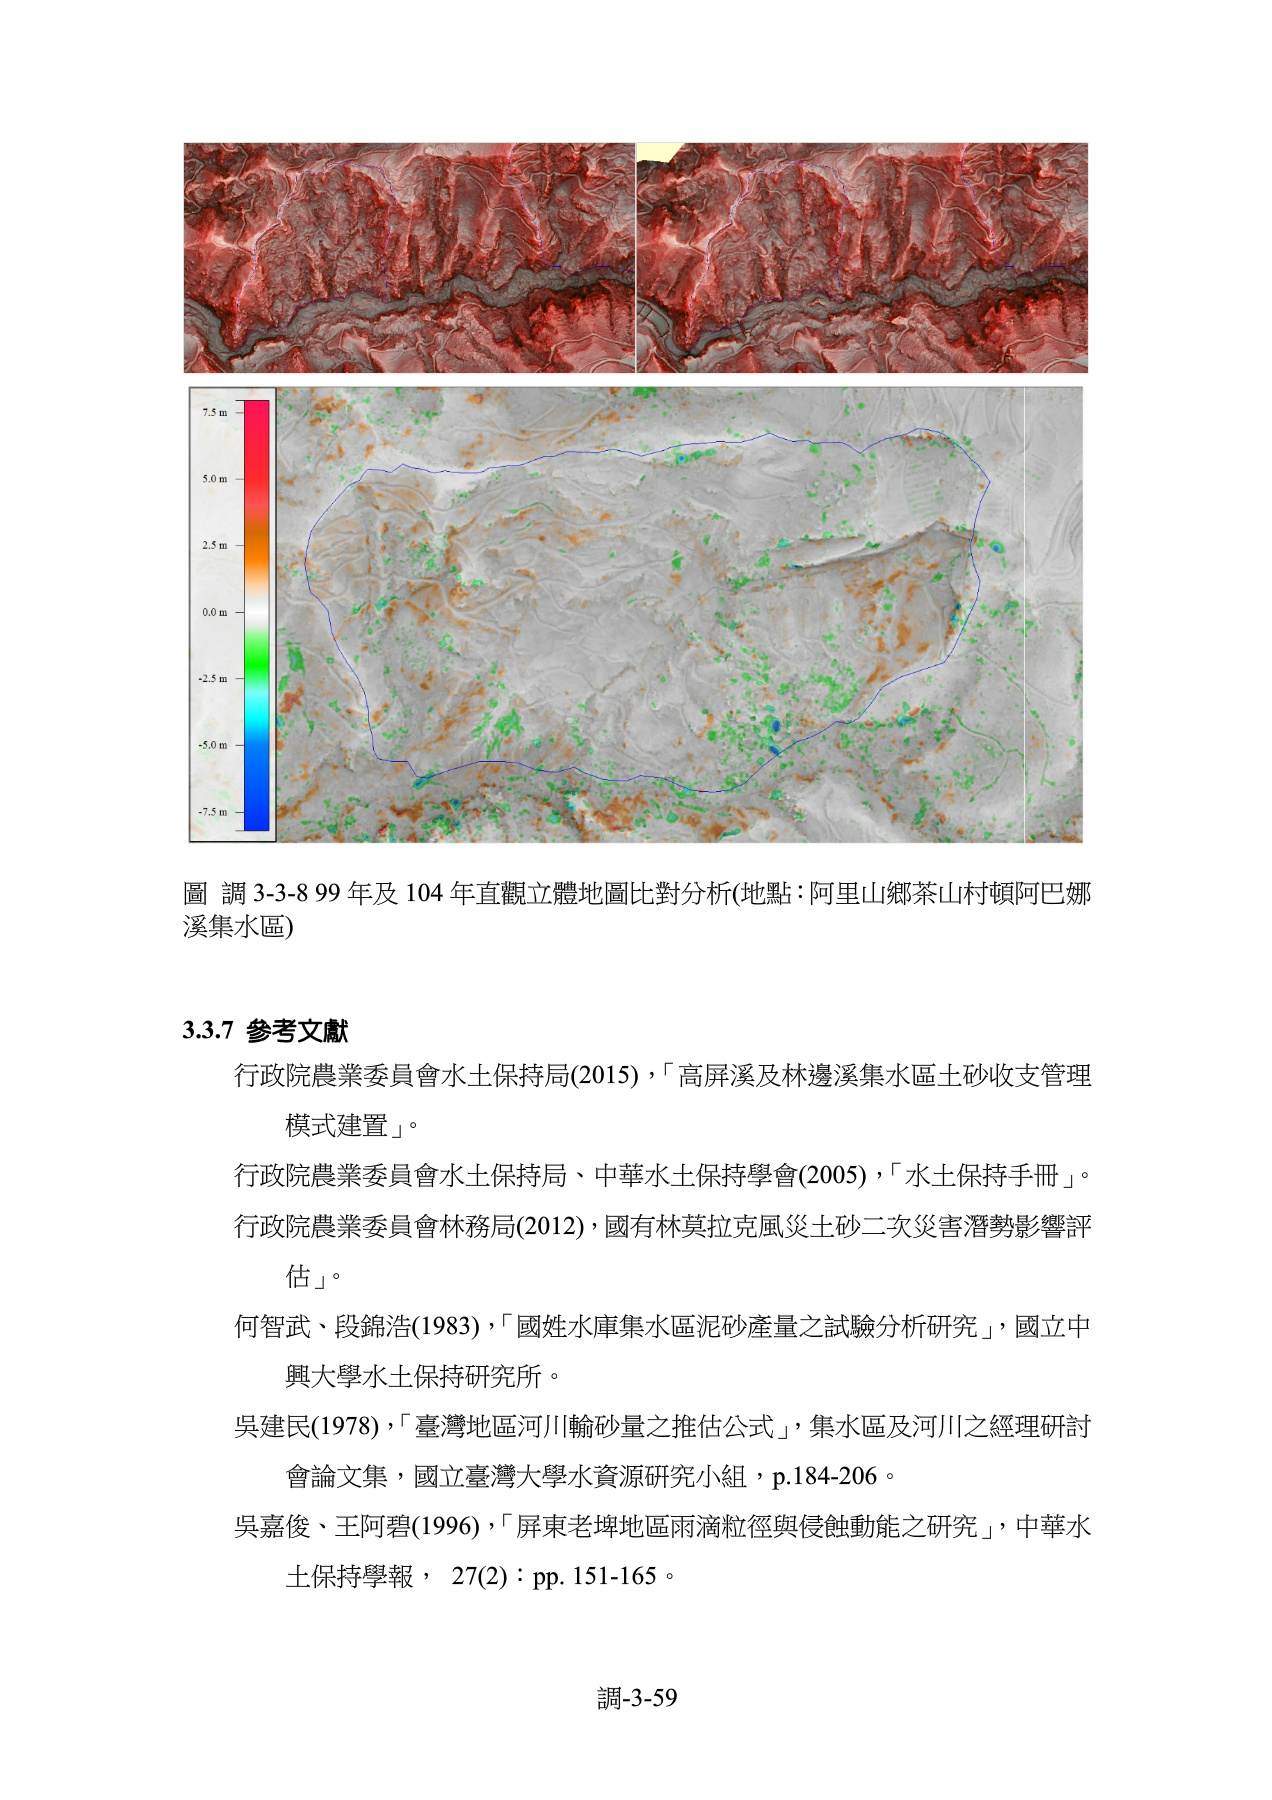 7.5 m
5.0 m
2.5 m
0.0 m
-2.5 m
-5.0 m
-7.5 m
圖 調 3-3-8 99 年及 104 年直觀立體地圖比對分析(地點：阿里山鄉茶山村頓阿巴娜
溪集水區)
3.3.7 參考文獻
行政院農業委員會水土保持局(2015)，「高屏溪及林邊溪集水區土砂收支管理
模式建置」。
行政院農業委員會水土保持局、中華水土保持學會(2005)，「水土保持手冊」。
行政院農業委員會林務局(2012)，國有林莫拉克風災土砂二次災害潛勢影響評
估」。
何智武、段錦浩(1983)，「國姓水庫集水區泥砂產量之試驗分析研究」，國立中
興大學水土保持研究所。
吳建民(1978)，「臺灣地區河川輸砂量之推估公式」，集水區及河川之經理研討
會論文集，國立臺灣大學水資源研究小組，p.184-206。
吳嘉俊、王阿碧(1996)，「屏東老埤地區雨滴粒徑與侵蝕動能之研究」，中華水
土保持學報， 27(2)：pp. 151-165。
調-3-59